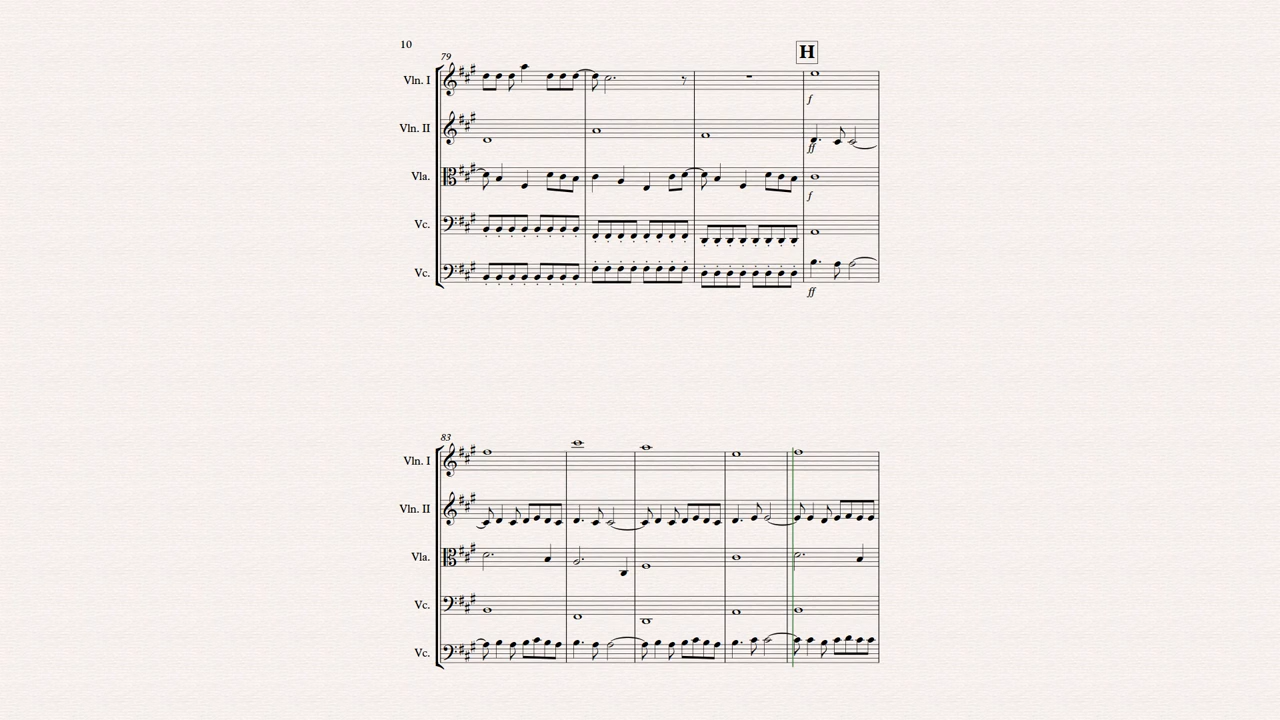 10
H
79
Vln. I
f
Vln. II
ff
Vla.
f
Vc.
Vc.
ff
83
Vln. I
Vln. II
Vla.
Vc.
Vc.